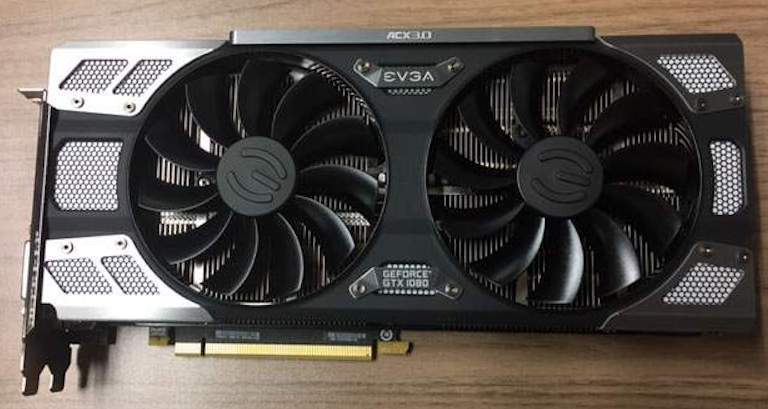 ACX3.0
EVGA
GEFORCE®
GTX 1080